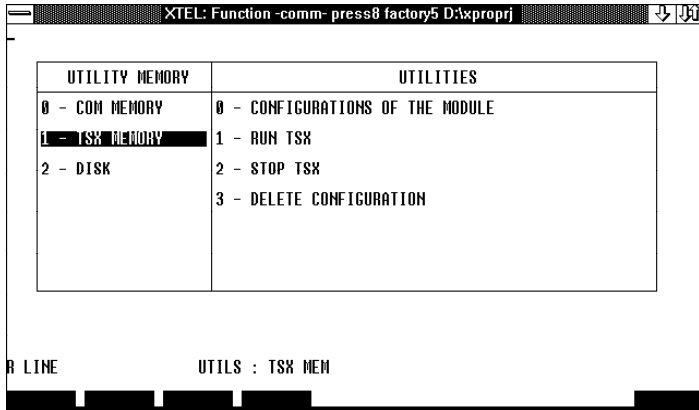 XTEL: Function -comm- press8 factory5 D:\xproprj
UTILITY MEMORY
0 - COM MEMORY
1 - TSX MEMORY
2 - DISK
UTILITIES
0 - CONFIGURATIONS OF THE MODULE
1 - RUN TSX
2 - STOP TSX
3 - DELETE CONFIGURATION
R LINE UTILS : TSX MEM